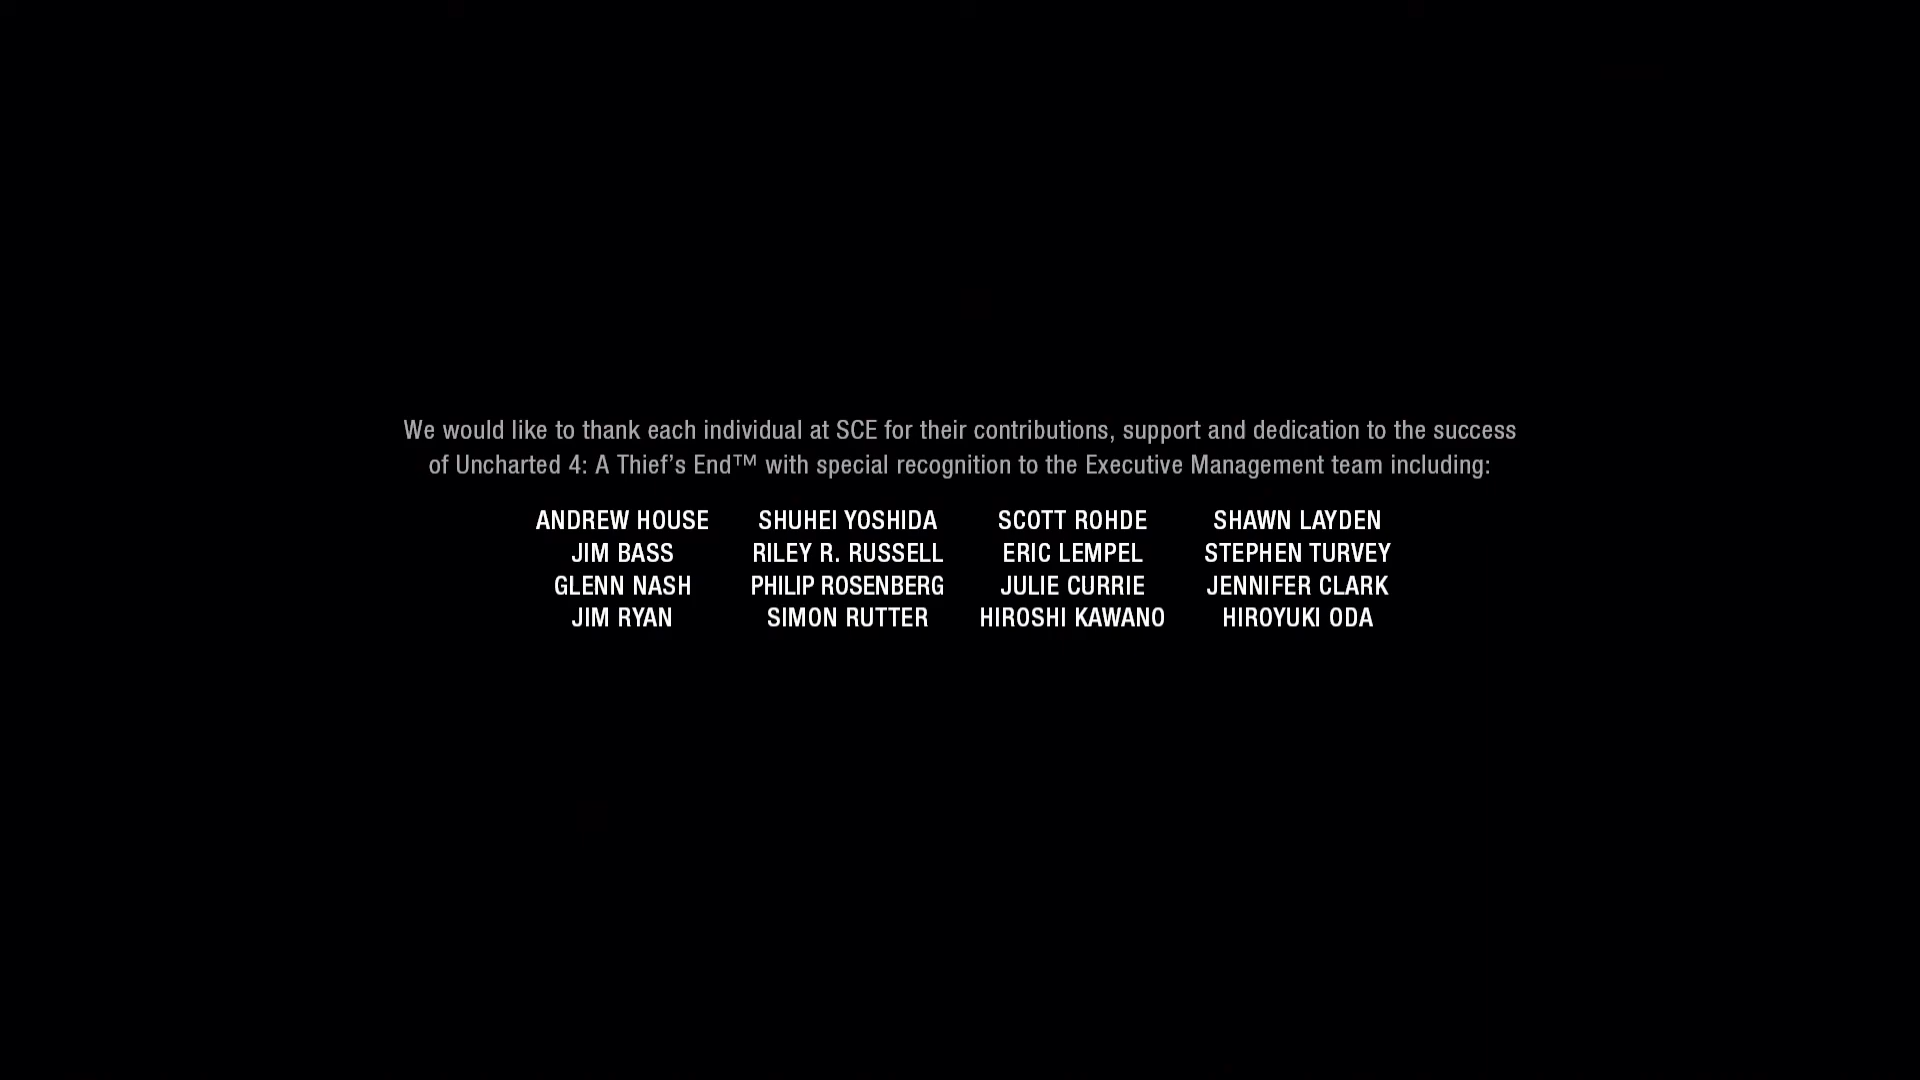 We would like to thank each individual at SCE for their contributions, support and dedication to the success
of Uncharted 4: A Thief’s End™ with special recognition to the Executive Management team including:
ANDREW HOUSE SHUHEI YOSHIDA SCOTT ROHDE SHAWN LAYDEN
JIM BASS RILEY R. RUSSELL ERIC LEMPEL STEPHEN TURVEY
GLENN NASH PHILIP ROSENBERG JULIE CURRIE JENNIFER CLARK
JIM RYAN SIMON RUTTER HIROSHI KAWANO HIROYUKI ODA